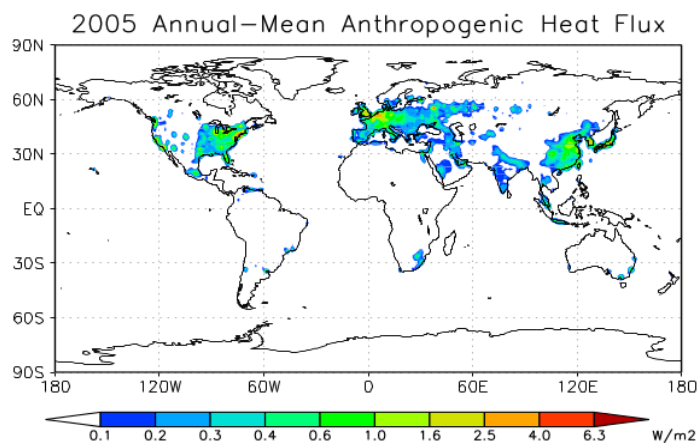 2005 Annual-Mean Anthropogenic Heat Flux
90N
60N
30N
EQ
30S
60S
90S
180 120W 60W 0 60E 120E 180
0.1 0.2 0.3 0.4 0.6 1.0 1.6 2.5 4.0 6.3 W/m2